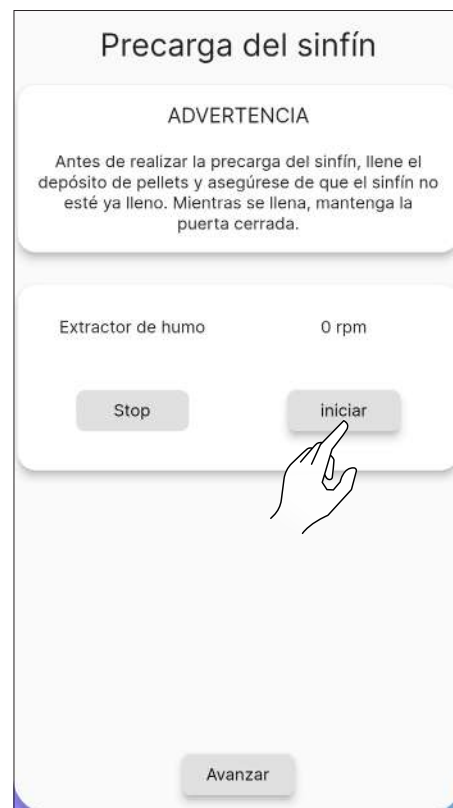 Precarga del sinfín
ADVERTENCIA
Antes de realizar la precarga del sinfín, llene el
depósito de pellets y asegúrese de que el sinfín no
esté ya lleno. Mientras se llena, mantenga la
puerta cerrada.
Extractor de humo 0 rpm
Stop iniciar
Avanzar